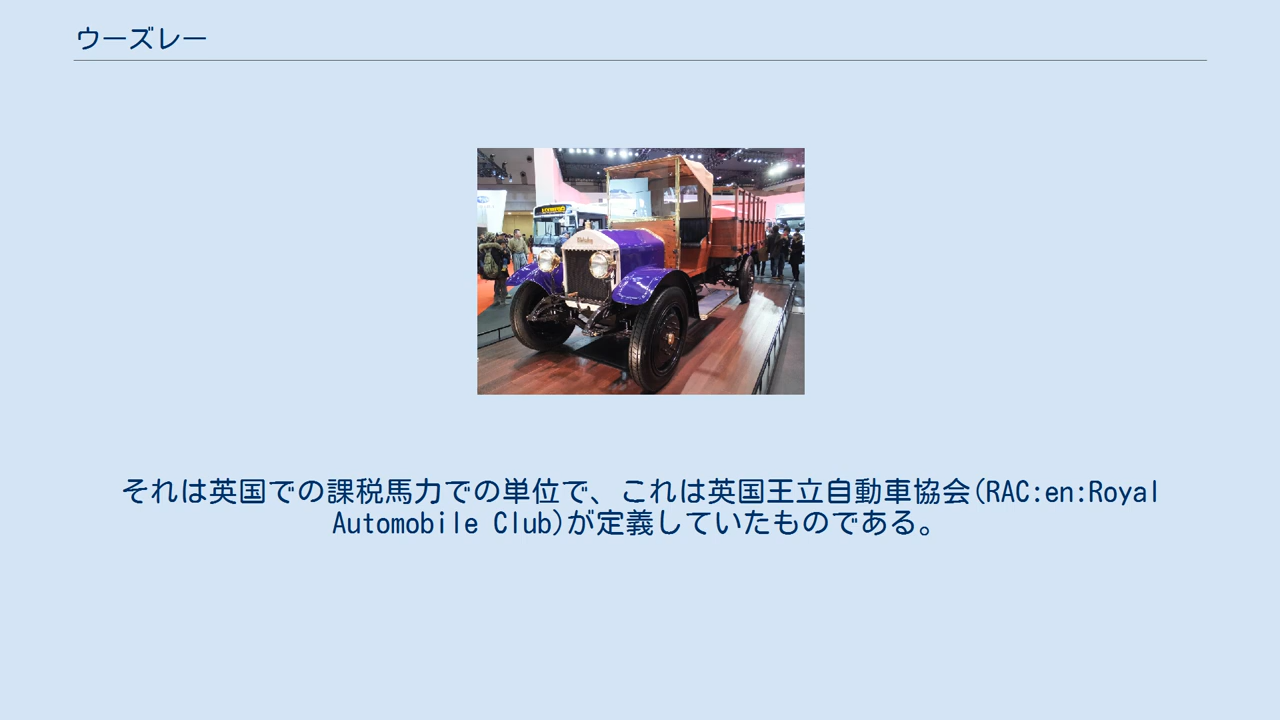 ウーズレー
それは英国での課税馬力での単位で、これは英国王立自動車協会(RAC:en:Royal
Automobile Club)が定義していたものである。